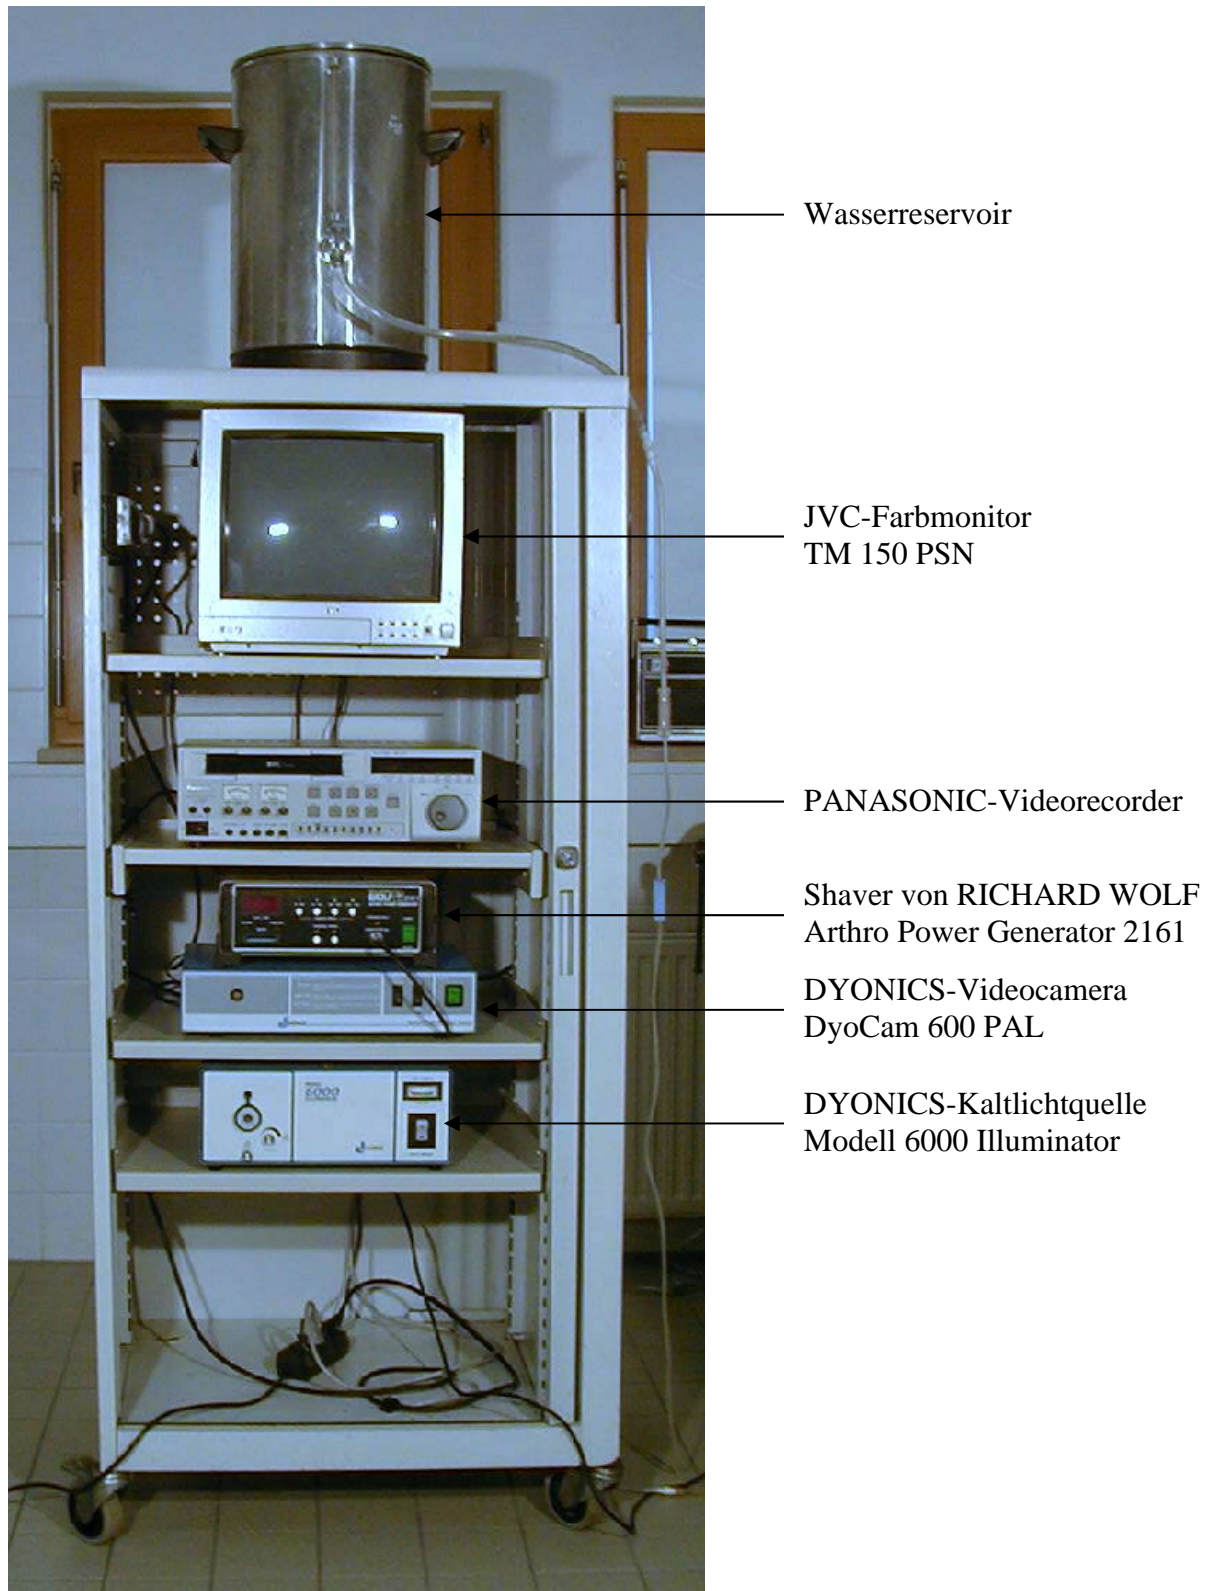 Wasserreservoir
JVC-Farbmonitor
TM 150 PSN
PANASONIC-Videorecorder
Shaver von RICHARD WOLF
Arthro Power Generator 2161
DYONICS-Videocamera
DyoCam 600 PAL
DYONICS-Kaltlichtquelle
Modell 6000 Illuminator
6000